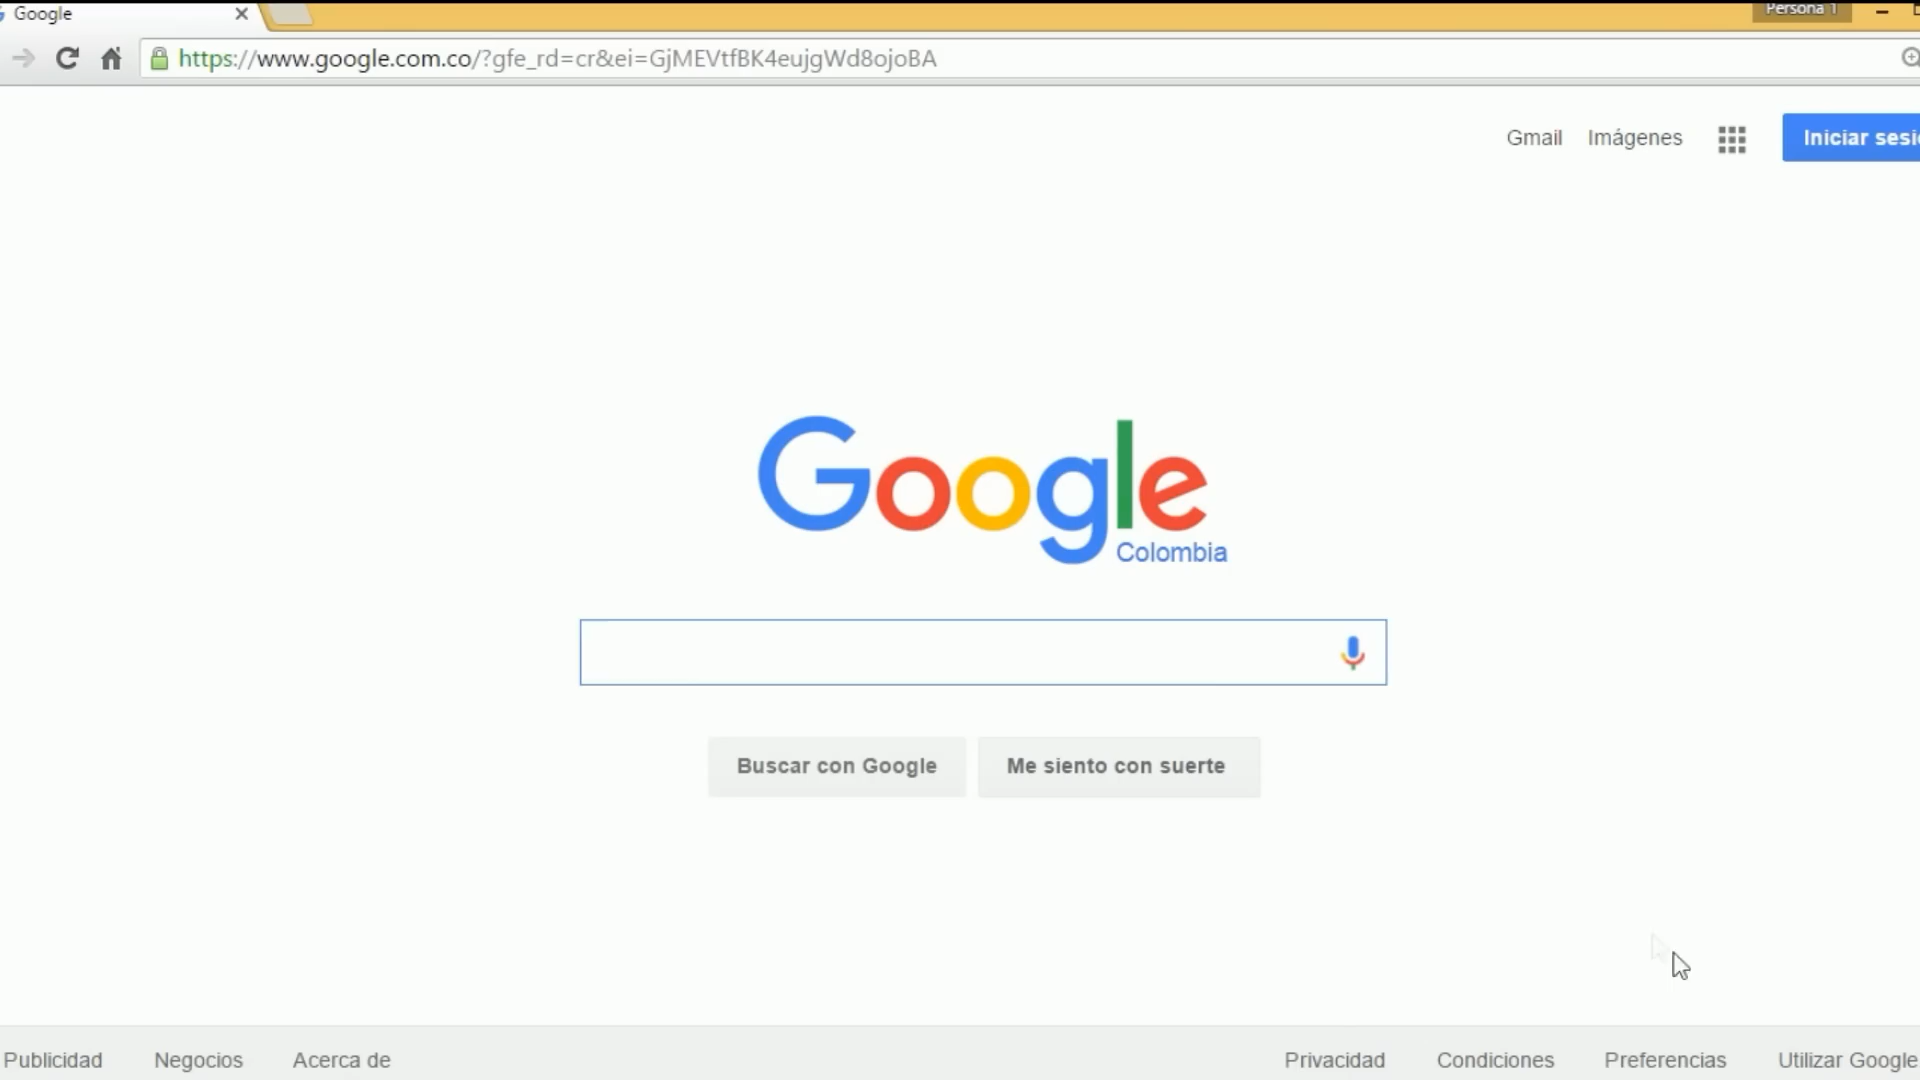 Google
Persona 1
https://www.google.com.co/?gfe_rd=cr&ei=GjMEVtfBK4eujgWd8ojoBA
Gmail Imágenes Iniciar sesi
Google
Colombia
Buscar con Google Me siento con suerte
Publicidad Negocios Acerca de Privacidad Condiciones Preferencias Utilizar Google